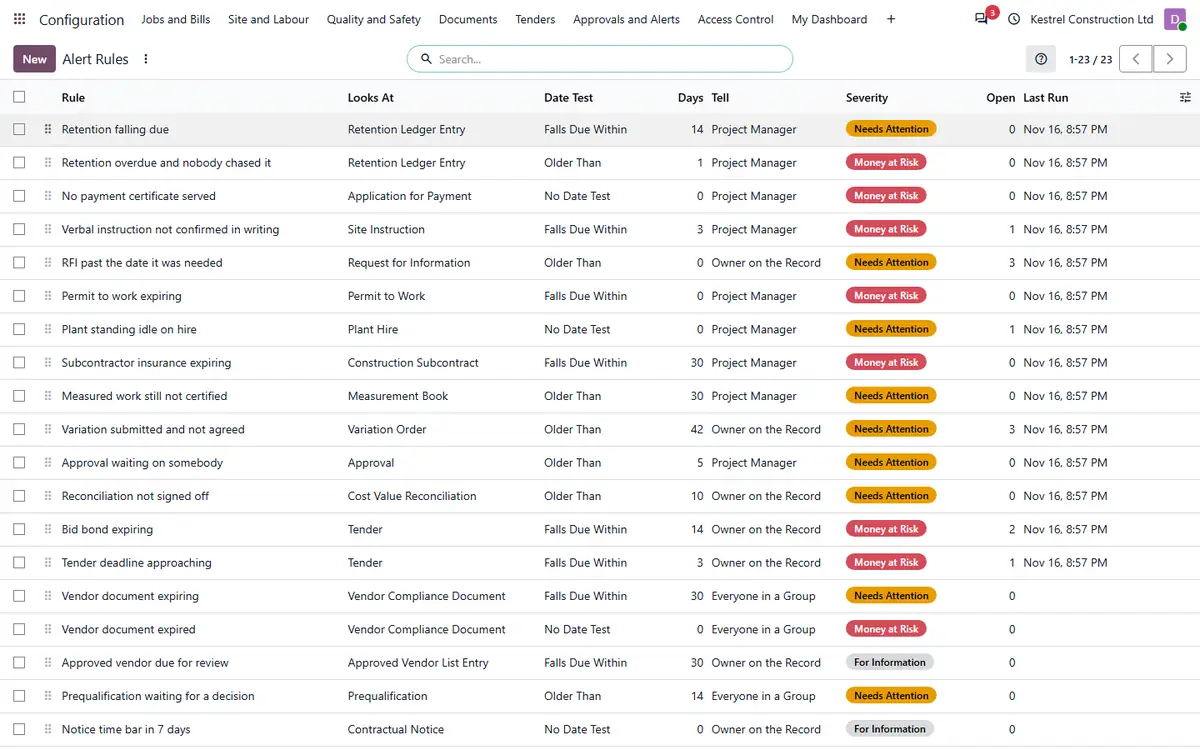 Configuration Jobs and Bills Site and Labour Quality and Safety Documents Tenders Approvals and Alerts Access Control My Dashboard + 3 Kestrel Construction Ltd D
New Alert Rules Search... 1-23 / 23
Rule Looks At Date Test Days Tell Severity Open Last Run
Retention falling due Retention Ledger Entry Falls Due Within 14 Project Manager Needs Attention 0 Nov 16, 8:57 PM
Retention overdue and nobody chased it Retention Ledger Entry Older Than 1 Project Manager Money at Risk 0 Nov 16, 8:57 PM
No payment certificate served Application for Payment No Date Test 0 Project Manager Money at Risk 0 Nov 16, 8:57 PM
Verbal instruction not confirmed in writing Site Instruction Falls Due Within 3 Project Manager Money at Risk 1 Nov 16, 8:57 PM
RFI past the date it was needed Request for Information Older Than 0 Owner on the Record Needs Attention 3 Nov 16, 8:57 PM
Permit to work expiring Permit to Work Falls Due Within 0 Project Manager Money at Risk 0 Nov 16, 8:57 PM
Plant standing idle on hire Plant Hire No Date Test 0 Project Manager Needs Attention 1 Nov 16, 8:57 PM
Subcontractor insurance expiring Construction Subcontract Falls Due Within 30 Project Manager Money at Risk 0 Nov 16, 8:57 PM
Measured work still not certified Measurement Book Older Than 30 Project Manager Needs Attention 0 Nov 16, 8:57 PM
Variation submitted and not agreed Variation Order Older Than 42 Owner on the Record Needs Attention 3 Nov 16, 8:57 PM
Approval waiting on somebody Approval Older Than 5 Project Manager Needs Attention 0 Nov 16, 8:57 PM
Reconciliation not signed off Cost Value Reconciliation Older Than 10 Owner on the Record Needs Attention 0 Nov 16, 8:57 PM
Bid bond expiring Tender Falls Due Within 14 Owner on the Record Money at Risk 2 Nov 16, 8:57 PM
Tender deadline approaching Tender Falls Due Within 3 Owner on the Record Money at Risk 1 Nov 16, 8:57 PM
Vendor document expiring Vendor Compliance Document Falls Due Within 30 Everyone in a Group Needs Attention 0
Vendor document expired Vendor Compliance Document No Date Test 0 Everyone in a Group Money at Risk 0
Approved vendor due for review Approved Vendor List Entry Falls Due Within 30 Owner on the Record For Information 0
Prequalification waiting for a decision Prequalification Older Than 14 Everyone in a Group Needs Attention 0
Notice time bar in 7 days Contractual Notice No Date Test 0 Owner on the Record For Information 0